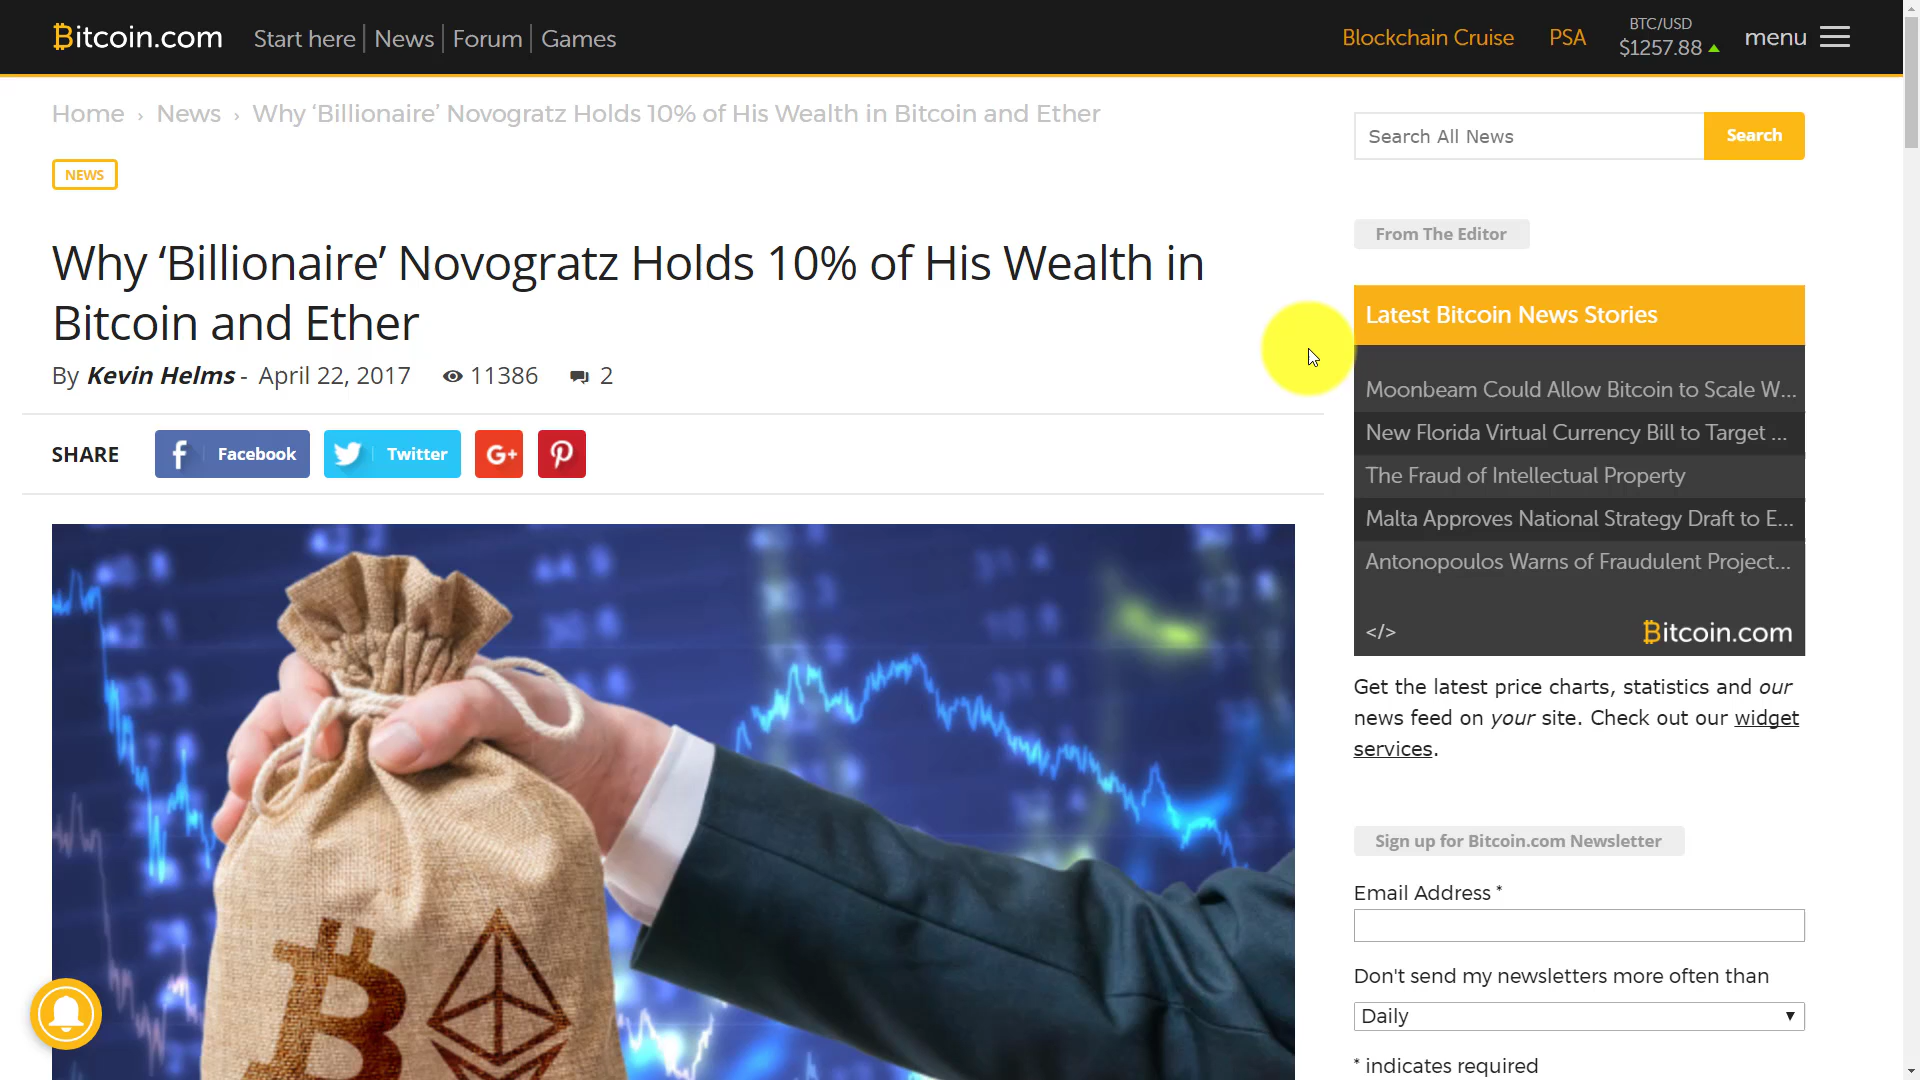 Bitcoin.com
Start here
News
Forum
Games
Blockchain Cruise
PSA
BTC/USD
$1257.88
menu
Home › News › Why ‘Billionaire’ Novogratz Holds 10% of His Wealth in Bitcoin and Ether
NEWS
Why ‘Billionaire’ Novogratz Holds 10% of His Wealth in
Bitcoin and Ether
By Kevin Helms - April 22, 2017 11386 2
SHARE
Facebook
Twitter
G+
Search All News
Search
From The Editor
Latest Bitcoin News Stories
Moonbeam Could Allow Bitcoin to Scale W...
New Florida Virtual Currency Bill to Target ...
The Fraud of Intellectual Property
Malta Approves National Strategy Draft to E...
Antonopoulos Warns of Fraudulent Project...
</>
Bitcoin.com
Get the latest price charts, statistics and our
news feed on your site. Check out our widget
services.
Sign up for Bitcoin.com Newsletter
Email Address *
Don't send my newsletters more often than
Daily
* indicates required